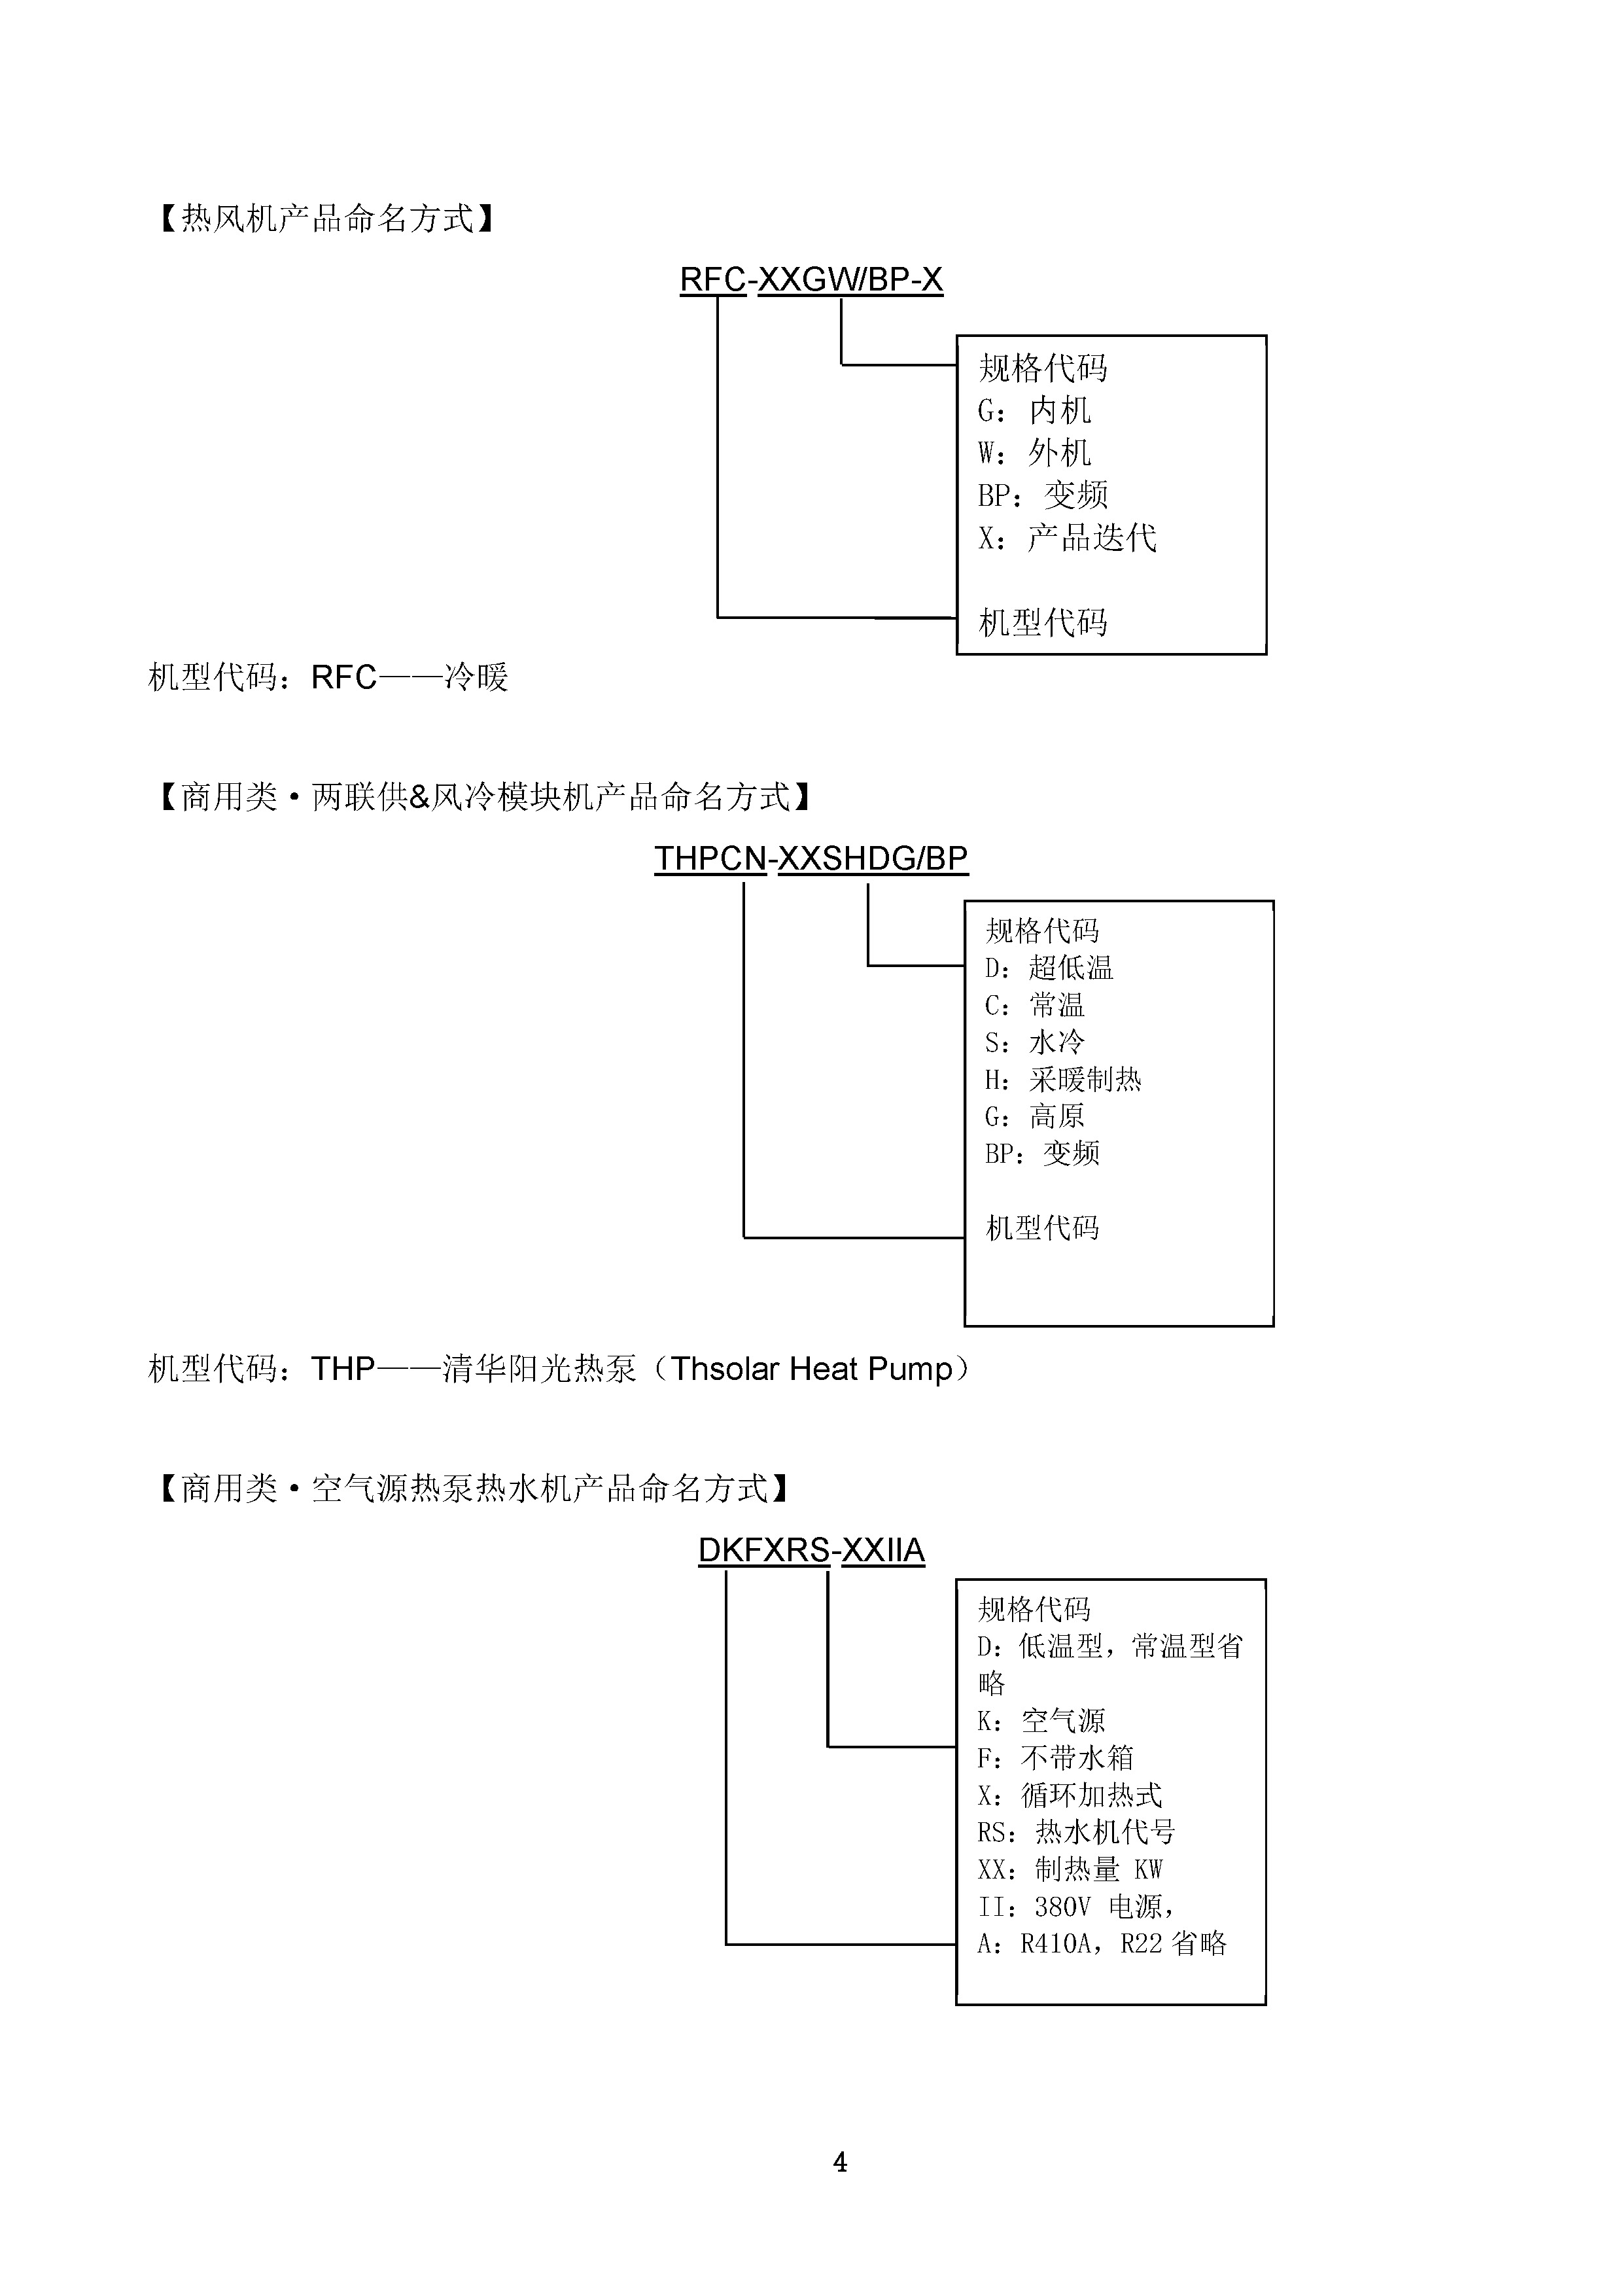 【热风机产品命名方式】
RFC-XXGW/BP-X
规格代码
G：内机
W：外机
BP：变频
X：产品迭代
机型代码
机型代码：RFC——冷暖
【商用类·两联供&风冷模块机产品命名方式】
THPCN-XXSHDG/BP
规格代码
D：超低温
C：常温
S：水冷
H：采暖制热
G：高原
BP：变频
机型代码
机型代码：THP——清华阳光热泵（Thsolar Heat Pump）
【商用类·空气源热泵热水机产品命名方式】
DKFXRS-XXIIA
规格代码
D：低温型，常温型省
略
K：空气源
F：不带水箱
X：循环加热式
RS：热水机代号
XX：制热量 KW
II：380V 电源，
A：R410A，R22 省略
4